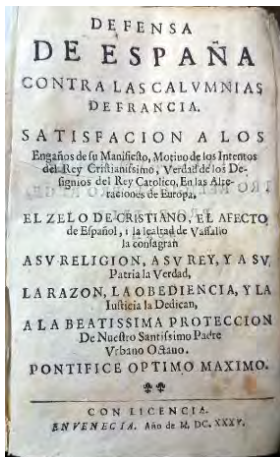 DEFENSA
DE ESPAÑA
CONTRA LAS CALVMNIAS
DE FRANCIA.
SATISFACION A LOS
Engaños de su Manifiesto, Motiuo de los Intentos
del Rey Cristianissimo, Verdad de los De-
signios del Rey Catolico, En las Alte-
raciones de Europa.
EL ZELO DE CRISTIANO, EL AFECTO
de Español, i la lealtad de Vassallo
la consagran
A SV RELIGION, A SV REY, Y A SV
Patria la Verdad,
LA RAZON, LA OBEDIENCIA, Y LA
Iusticia la Dedican,
A LA BEATISSIMA PROTECCION
De Nuestro Santissimo Padre
Vrbano Octauo.
PONTIFICE OPTIMO MAXIMO.
CON LICENCIA.
EN VENECIA. Año de M. DC. XXXV.